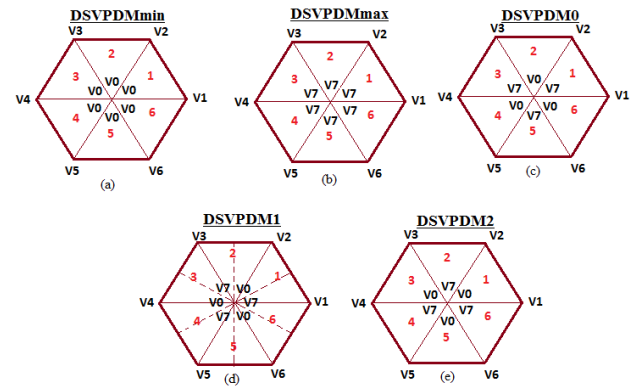 DSVPDMmin
V3 V2
2
3 V0 1
V0 V0
V4 V1
V0 V0
4 V0 6
5
V5 V6
(a)
DSVPDMmax
V3 V2
2
3 V7 1
V7 V7
V4 V1
V7 V7
4 V7 6
5
V5 V6
(b)
DSVPDM0
V3 V2
2
3 V0 1
V7 V7
V4 V1
V0 V0
4 V7 6
5
V5 V6
(c)
DSVPDM1
V3 V2
2
3 1
V7 V0
V4 V0 V7 V1
V7 V0
4 6
5
V5 V6
(d)
DSVPDM2
V3 V2
2
3 V7 1
V0 V0
V4 V1
V7 V7
4 V0 6
5
V5 V6
(e)